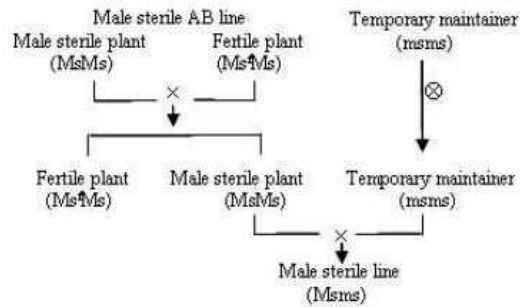 Male sterile AB line
Male sterile plant Fertile plant Temporary maintainer
(MsMs) (MsᶠMs) (msms)
×
⊗
Fertile plant Male sterile plant Temporary maintainer
(MsᶠMs) (MsMs) (msms)
×
Male sterile line
(Msms)